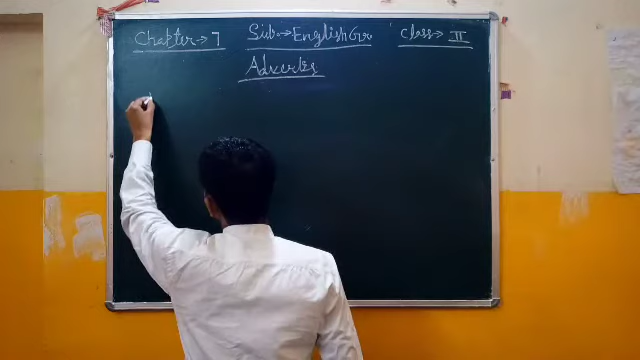 Chapter → 7 Sub. → English Gr. Class → II
Adverbs